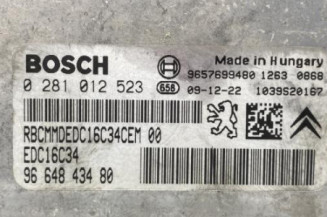 BOSCH
Made in Hungary
9657699480 1263 0868
0 281 012 523 658 09-12-22 1039S20167
RBCMMDEDC16C34CEM 00
EDC16C34
96 648 434 80